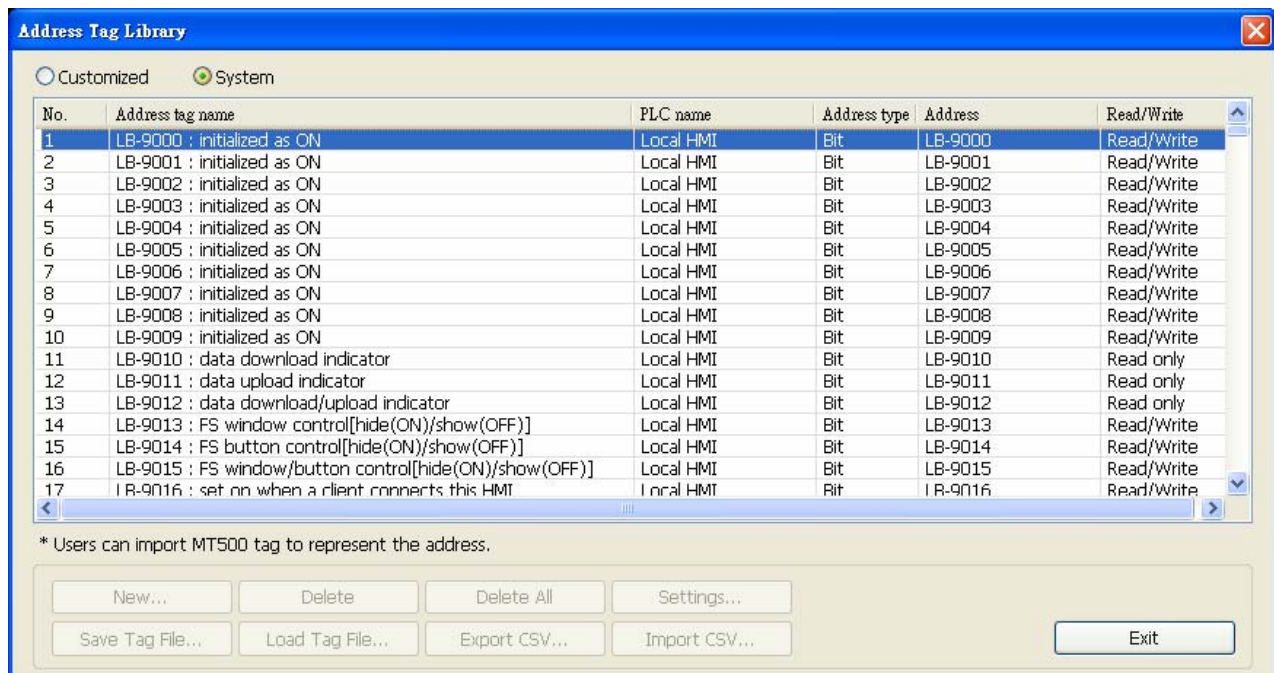 Address Tag Library
Customized System
No. Address tag name PLC name Address type Address Read/Write
1 LB-9000 : initialized as ON Local HMI Bit LB-9000 Read/Write
2 LB-9001 : initialized as ON Local HMI Bit LB-9001 Read/Write
3 LB-9002 : initialized as ON Local HMI Bit LB-9002 Read/Write
4 LB-9003 : initialized as ON Local HMI Bit LB-9003 Read/Write
5 LB-9004 : initialized as ON Local HMI Bit LB-9004 Read/Write
6 LB-9005 : initialized as ON Local HMI Bit LB-9005 Read/Write
7 LB-9006 : initialized as ON Local HMI Bit LB-9006 Read/Write
8 LB-9007 : initialized as ON Local HMI Bit LB-9007 Read/Write
9 LB-9008 : initialized as ON Local HMI Bit LB-9008 Read/Write
10 LB-9009 : initialized as ON Local HMI Bit LB-9009 Read/Write
11 LB-9010 : data download indicator Local HMI Bit LB-9010 Read only
12 LB-9011 : data upload indicator Local HMI Bit LB-9011 Read only
13 LB-9012 : data download/upload indicator Local HMI Bit LB-9012 Read only
14 LB-9013 : FS window control[hide(ON)/show(OFF)] Local HMI Bit LB-9013 Read/Write
15 LB-9014 : FS button control[hide(ON)/show(OFF)] Local HMI Bit LB-9014 Read/Write
16 LB-9015 : FS window/button control[hide(ON)/show(OFF)] Local HMI Bit LB-9015 Read/Write
17 LB-9016 : set on when a client connects this HMI Local HMI Bit LB-9016 Read/Write
* Users can import MT500 tag to represent the address.
New... Delete Delete All Settings...
Save Tag File... Load Tag File... Export CSV... Import CSV... Exit